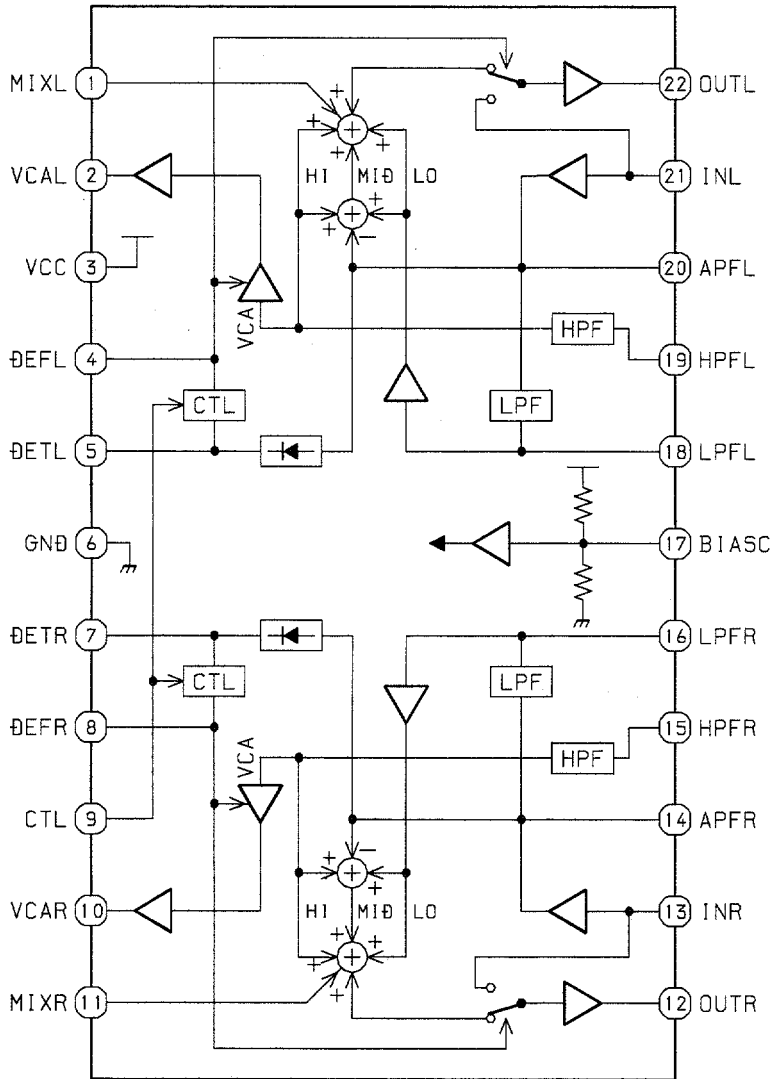 MIXL 1
22 OUTL
+ + + + +
VCAL 2
HI MID LO
21 INL
+ + −
VCC 3
20 APFL
VCA
HPF
DEFL 4
19 HPFL
CTL
LPF
DETL 5
18 LPFL
GND 6
17 BIASC
DETR 7
16 LPFR
CTL
LPF
DEFR 8
15 HPFR
VCA
HPF
CTL 9
14 APFR
−
+ +
VCAR 10
HI MID LO
13 INR
+ + +
+
MIXR 11
12 OUTR